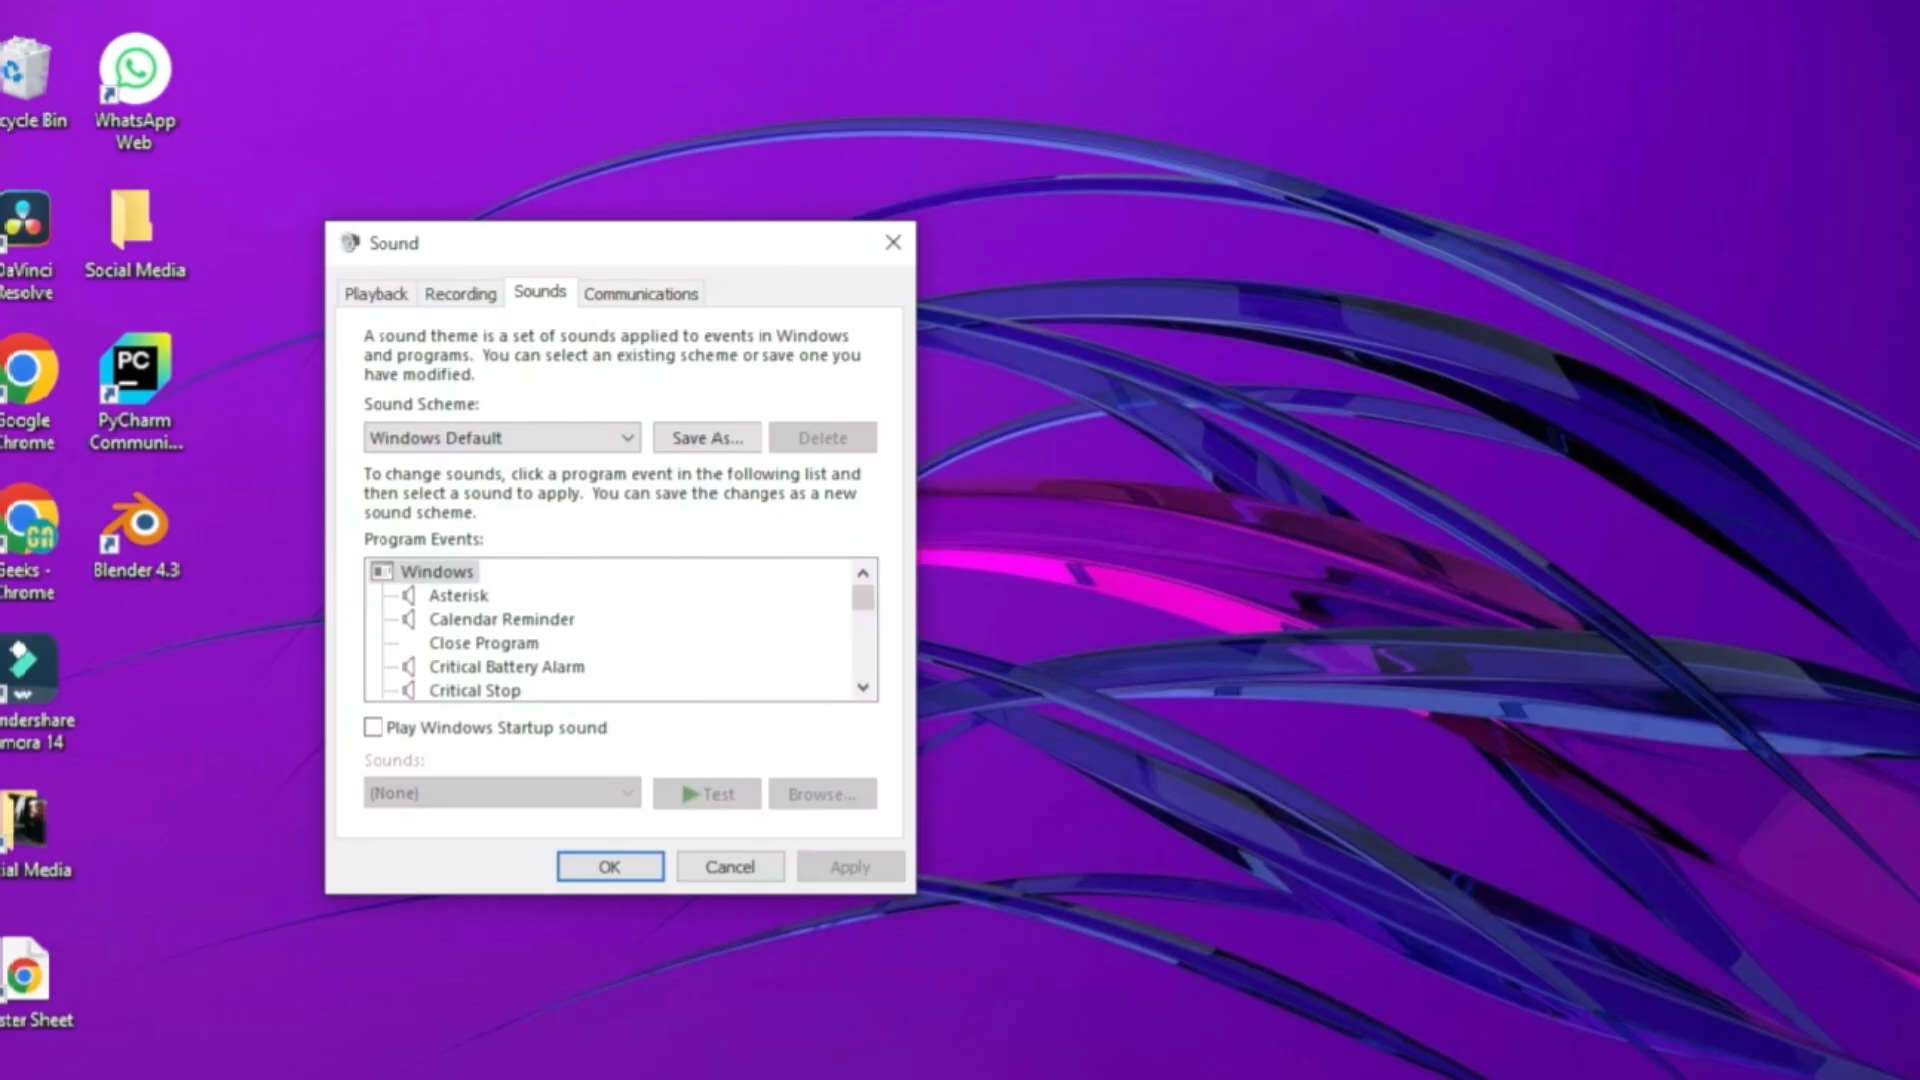 cycle Bin
WhatsApp
Web
DaVinci
Resolve
Social Media
Google
Chrome
PC
PyCharm
Communi...
GN
Geeks -
Chrome
Blender 4.3
ndershare
mora 14
ial Media
ster Sheet
Sound
Playback
Recording
Sounds
Communications
A sound theme is a set of sounds applied to events in Windows
and programs. You can select an existing scheme or save one you
have modified.
Sound Scheme:
Windows Default
Save As...
Delete
To change sounds, click a program event in the following list and
then select a sound to apply. You can save the changes as a new
sound scheme.
Program Events:
Windows
Asterisk
Calendar Reminder
Close Program
Critical Battery Alarm
Critical Stop
Play Windows Startup sound
Sounds:
(None)
Test
Browse...
OK
Cancel
Apply